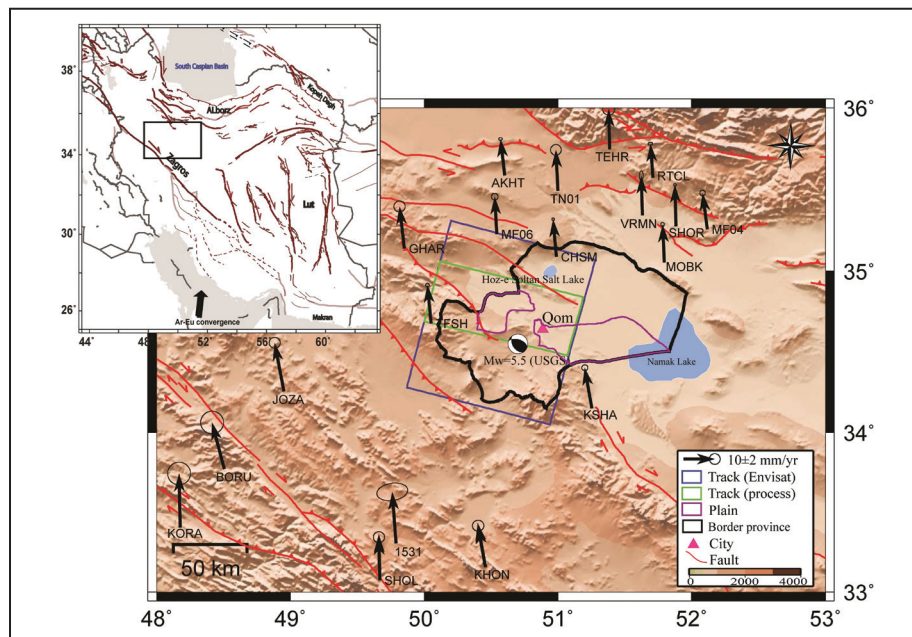 38°
34°
30°
26°
44°
48
52
56
60
South Caspian Basin
Kopeh Dagh
ALborz
Zagros
Lut
Makran
Ar-Eu convergence
36°
35°
34°
33°
TEHR
AKHT
TN01
RTCL
VRMN
SHOR
MF04
GHAR
MF06
CHSM
MOBK
Hoz-e Soltan Salt Lake
TFSH
Qom
Mw=5.5 (USGS)
Namak Lake
JOZA
KSHA
BORU
KORA
1531
SHOL
KHON
50 km
10±2 mm/yr
Track (Envisat)
Track (process)
Plain
Border province
City
Fault
0 2000 4000
48
49
50
51
52
53